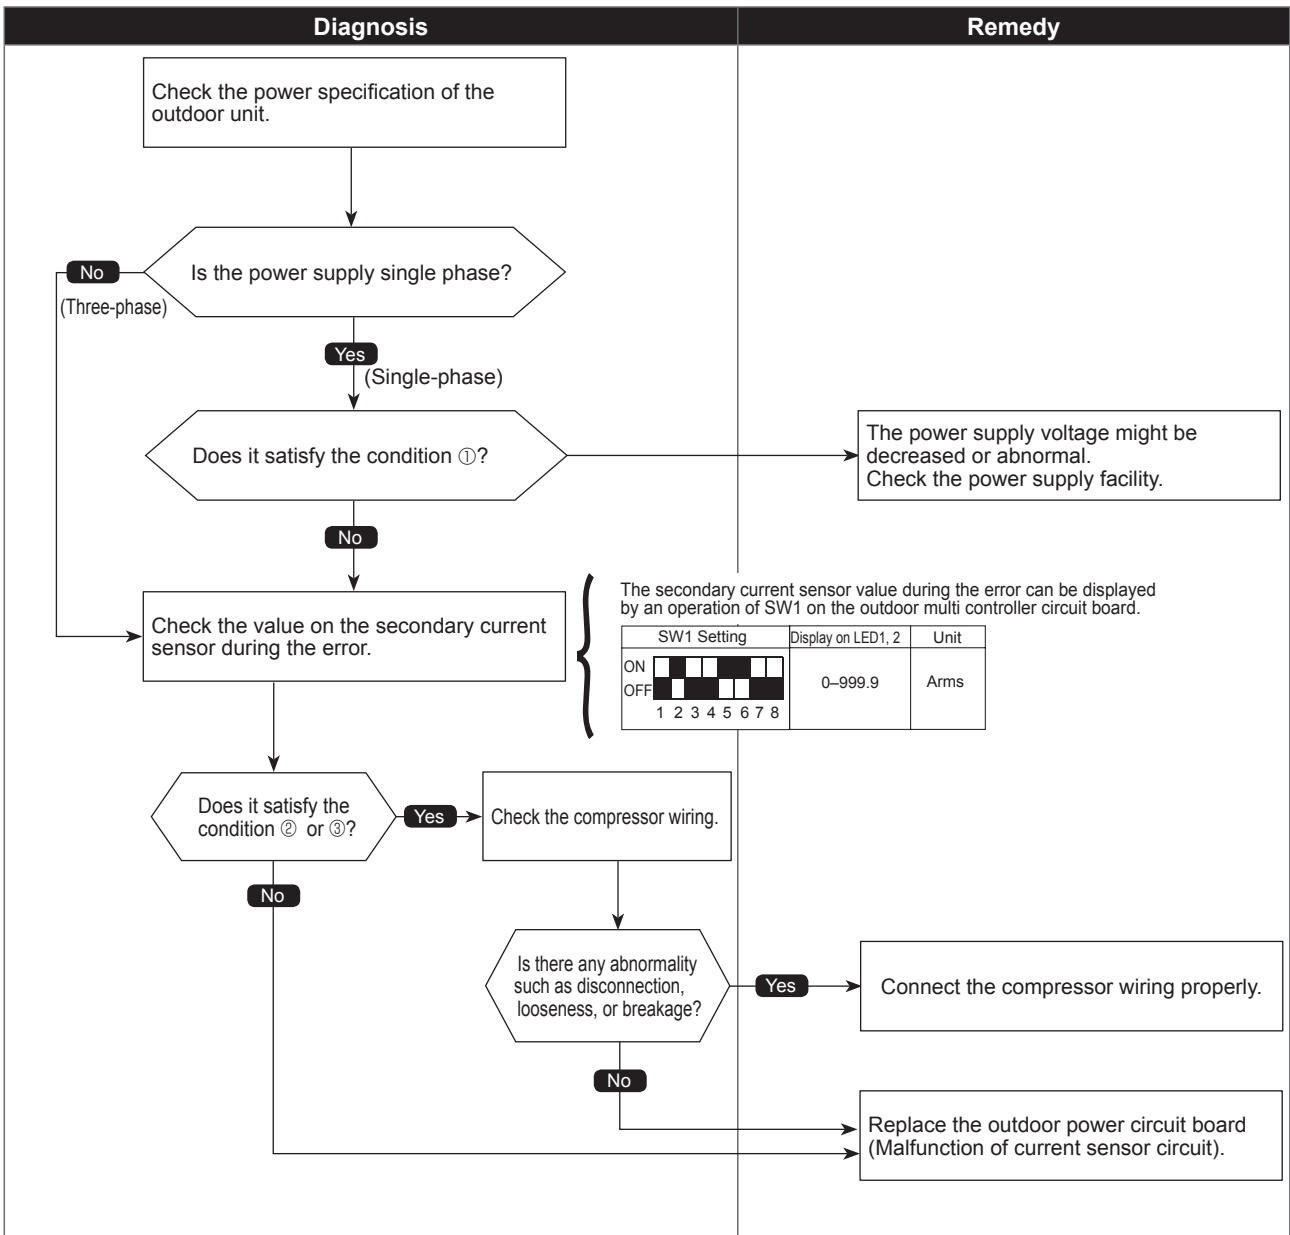 Diagnosis
Remedy
Check the power specification of the
outdoor unit.
Is the power supply single phase?
No
(Three-phase)
Yes
(Single-phase)
Does it satisfy the condition ①?
The power supply voltage might be
decreased or abnormal.
Check the power supply facility.
No
Check the value on the secondary current
sensor during the error.
The secondary current sensor value during the error can be displayed
by an operation of SW1 on the outdoor multi controller circuit board.
SW1 Setting
Display on LED1, 2
Unit
ON
OFF
1 2 3 4 5 6 7 8
0–999.9
Arms
Does it satisfy the
condition ② or ③?
Yes
Check the compressor wiring.
No
Is there any abnormality
such as disconnection,
looseness, or breakage?
Yes
Connect the compressor wiring properly.
No
Replace the outdoor power circuit board
(Malfunction of current sensor circuit).